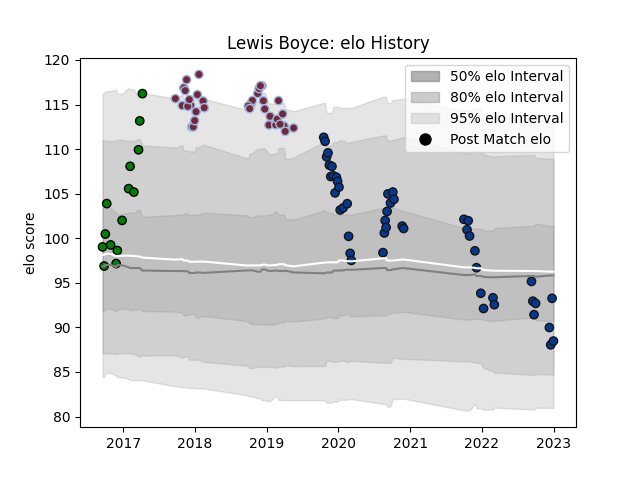 Lewis Boyce: elo History
120
115
110
105
100
95
90
85
80
elo score
50% elo Interval
80% elo Interval
95% elo Interval
Post Match elo
2017 2018 2019 2020 2021 2022 2023